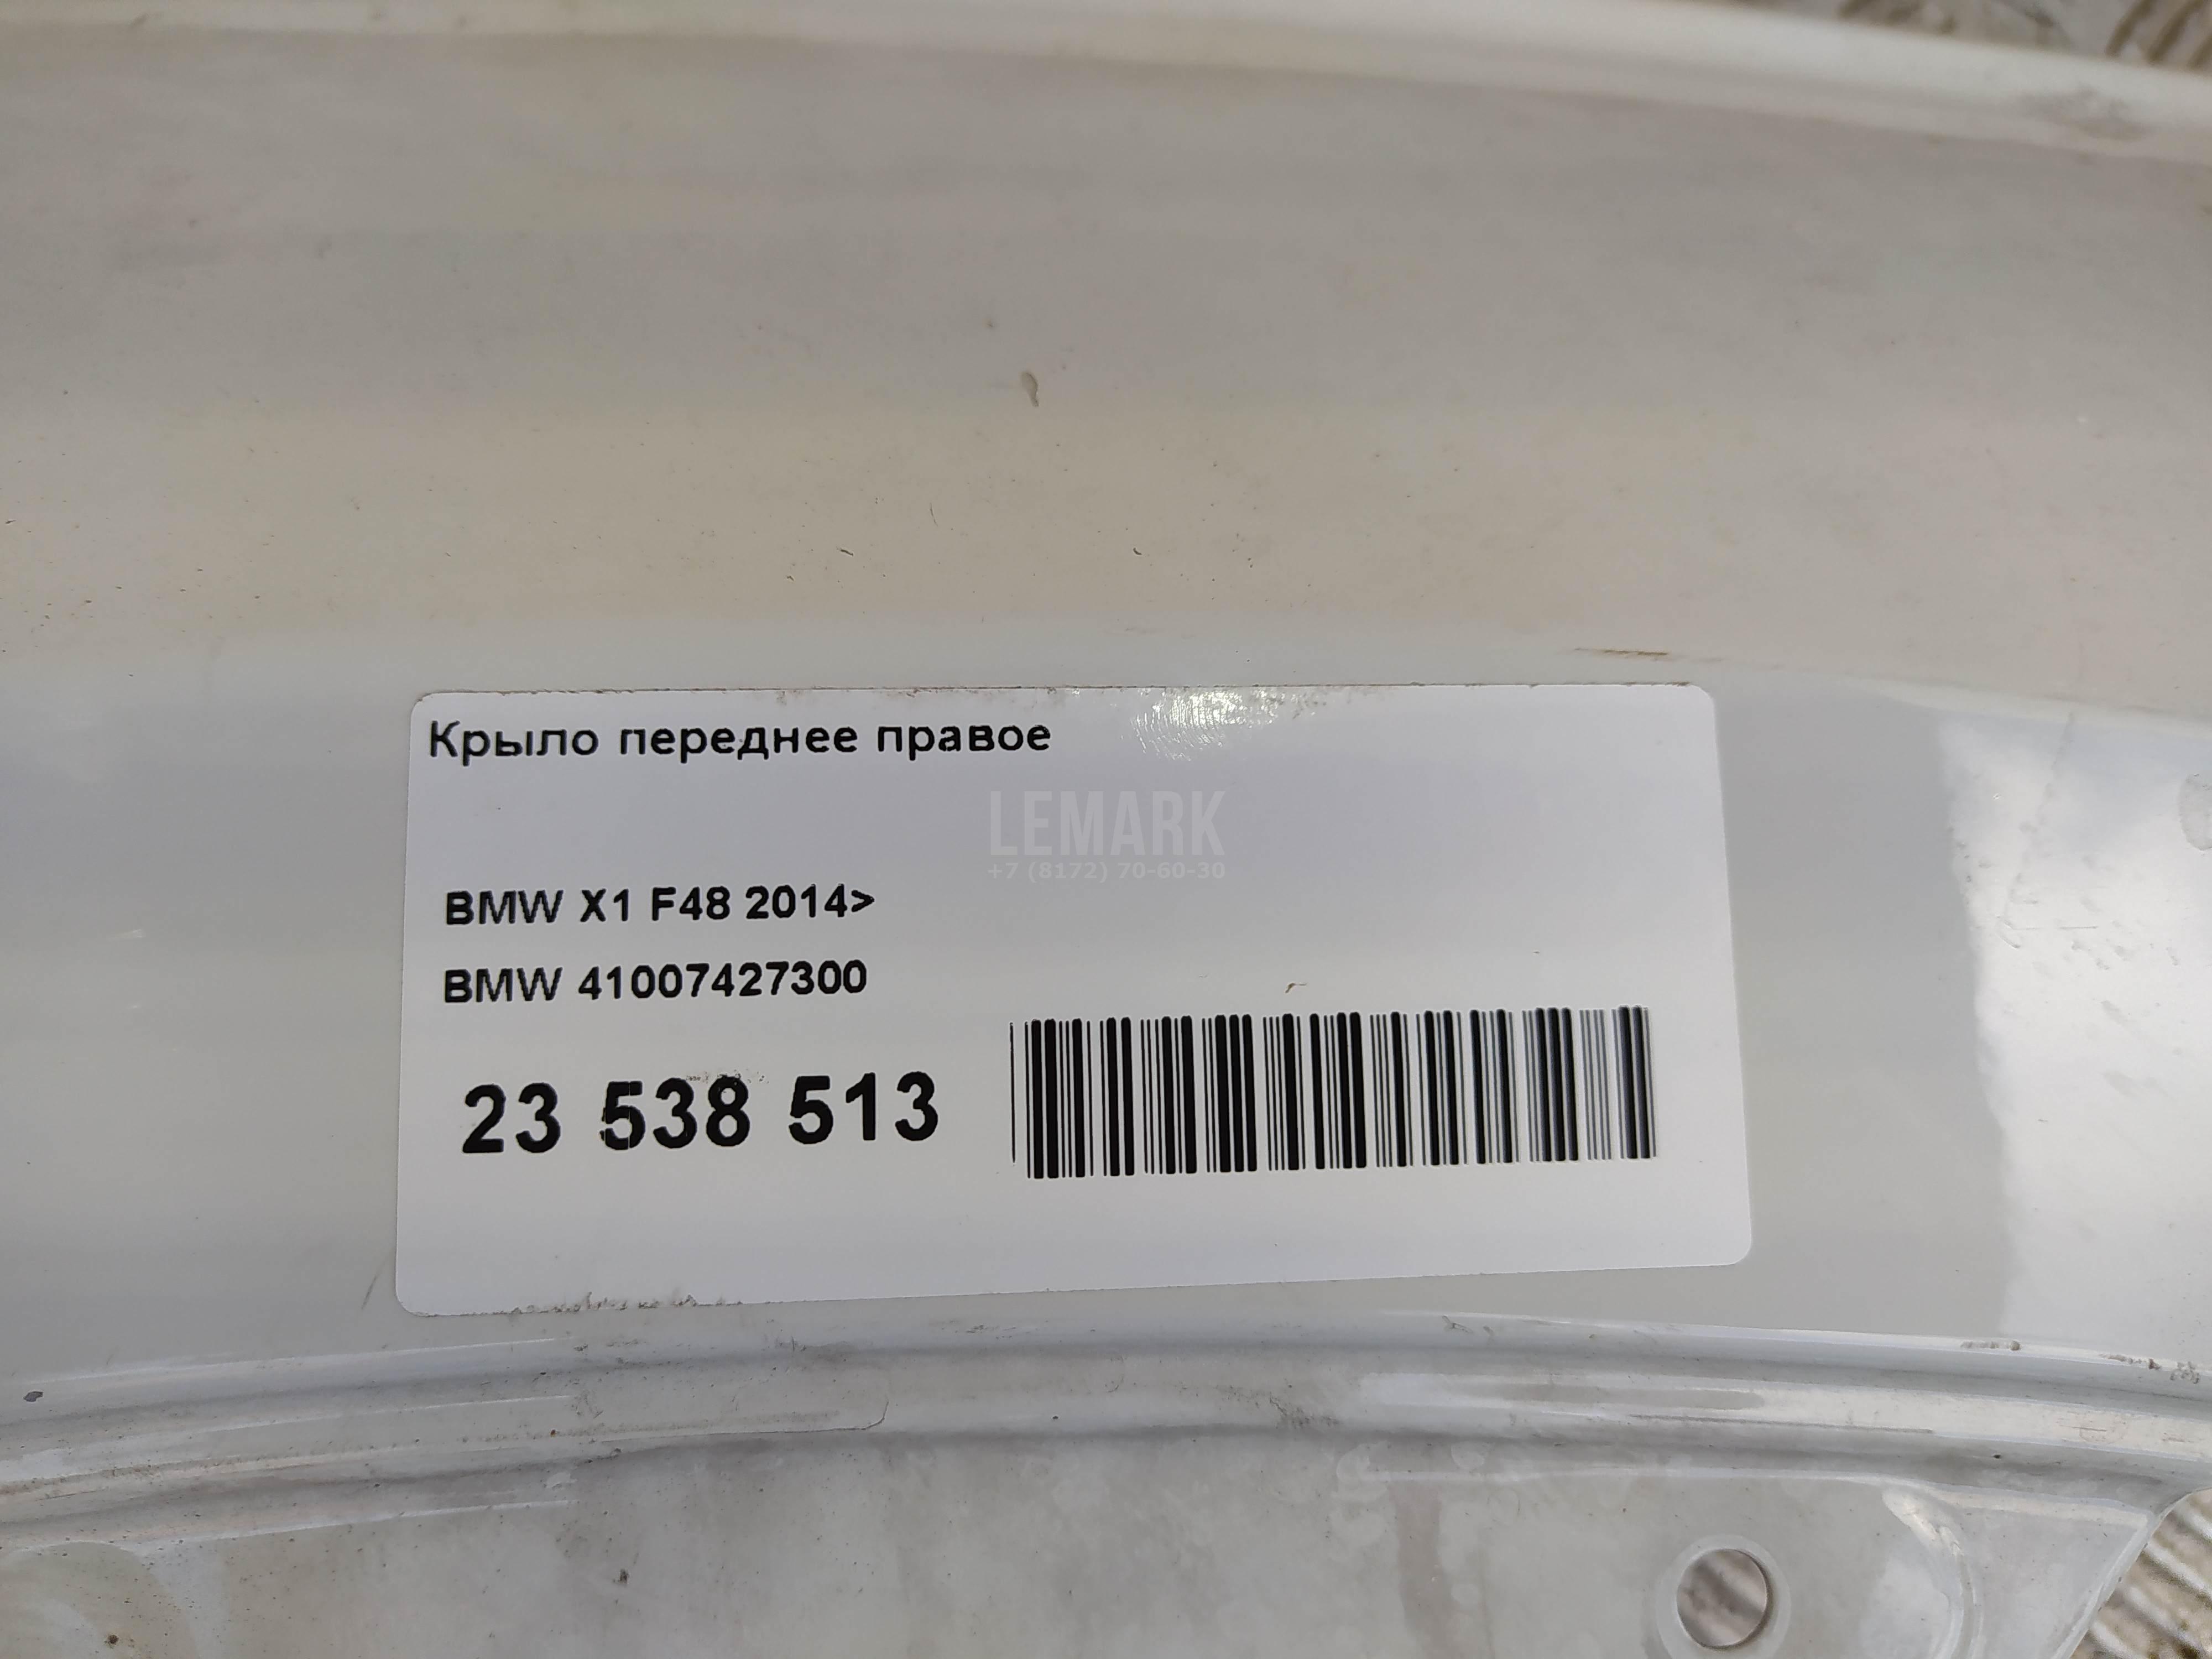 Крыло переднее правое
LEMARK
+7 (8172) 70-60-30
BMW X1 F48 2014>
BMW 41007427300
23 538 513